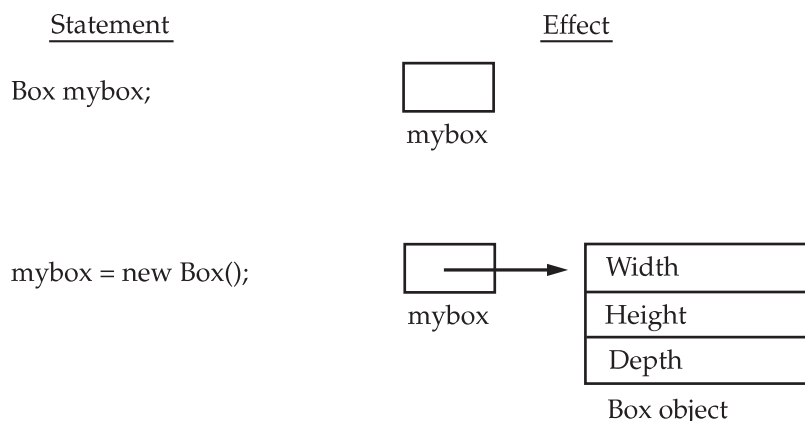 Statement Effect
Box mybox;
mybox
mybox = new Box();
mybox
Width
Height
Depth
Box object